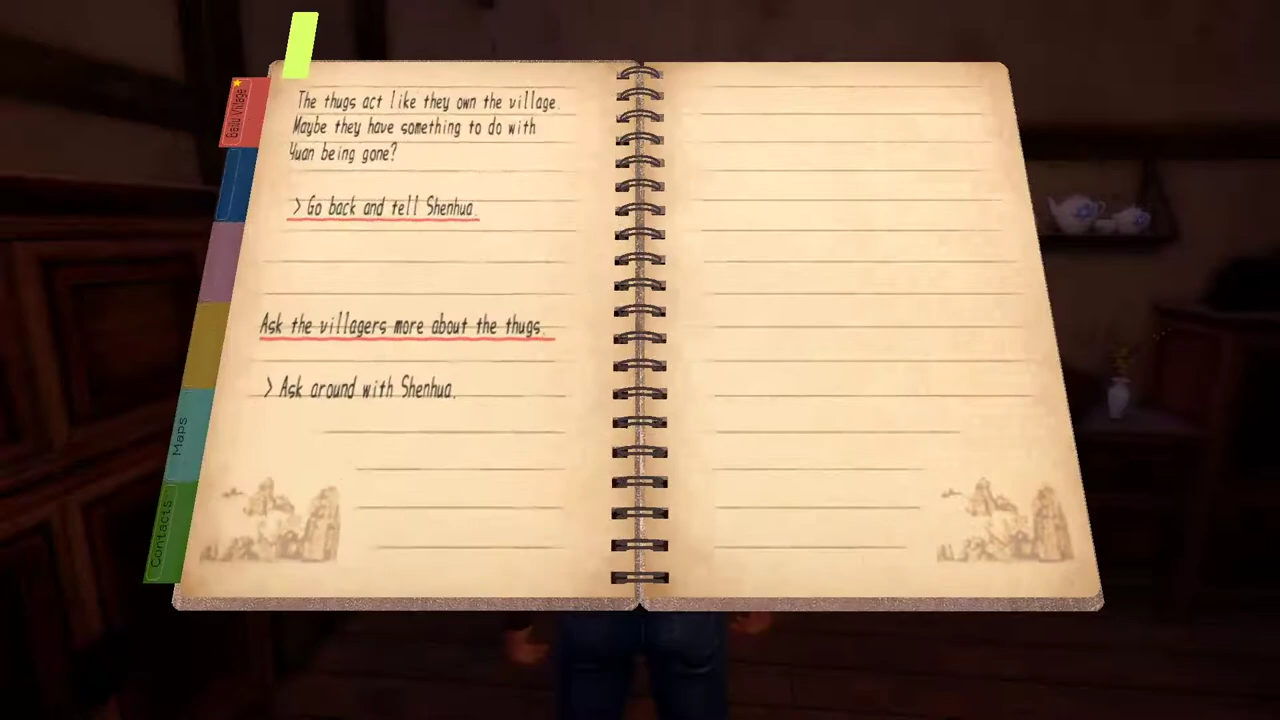 The thugs act like they own the village.
Maybe they have something to do with
Yuan being gone?
> Go back and tell Shenhua.
Ask the villagers more about the thugs.
> Ask around with Shenhua.
Bailu Village
Maps
Contacts